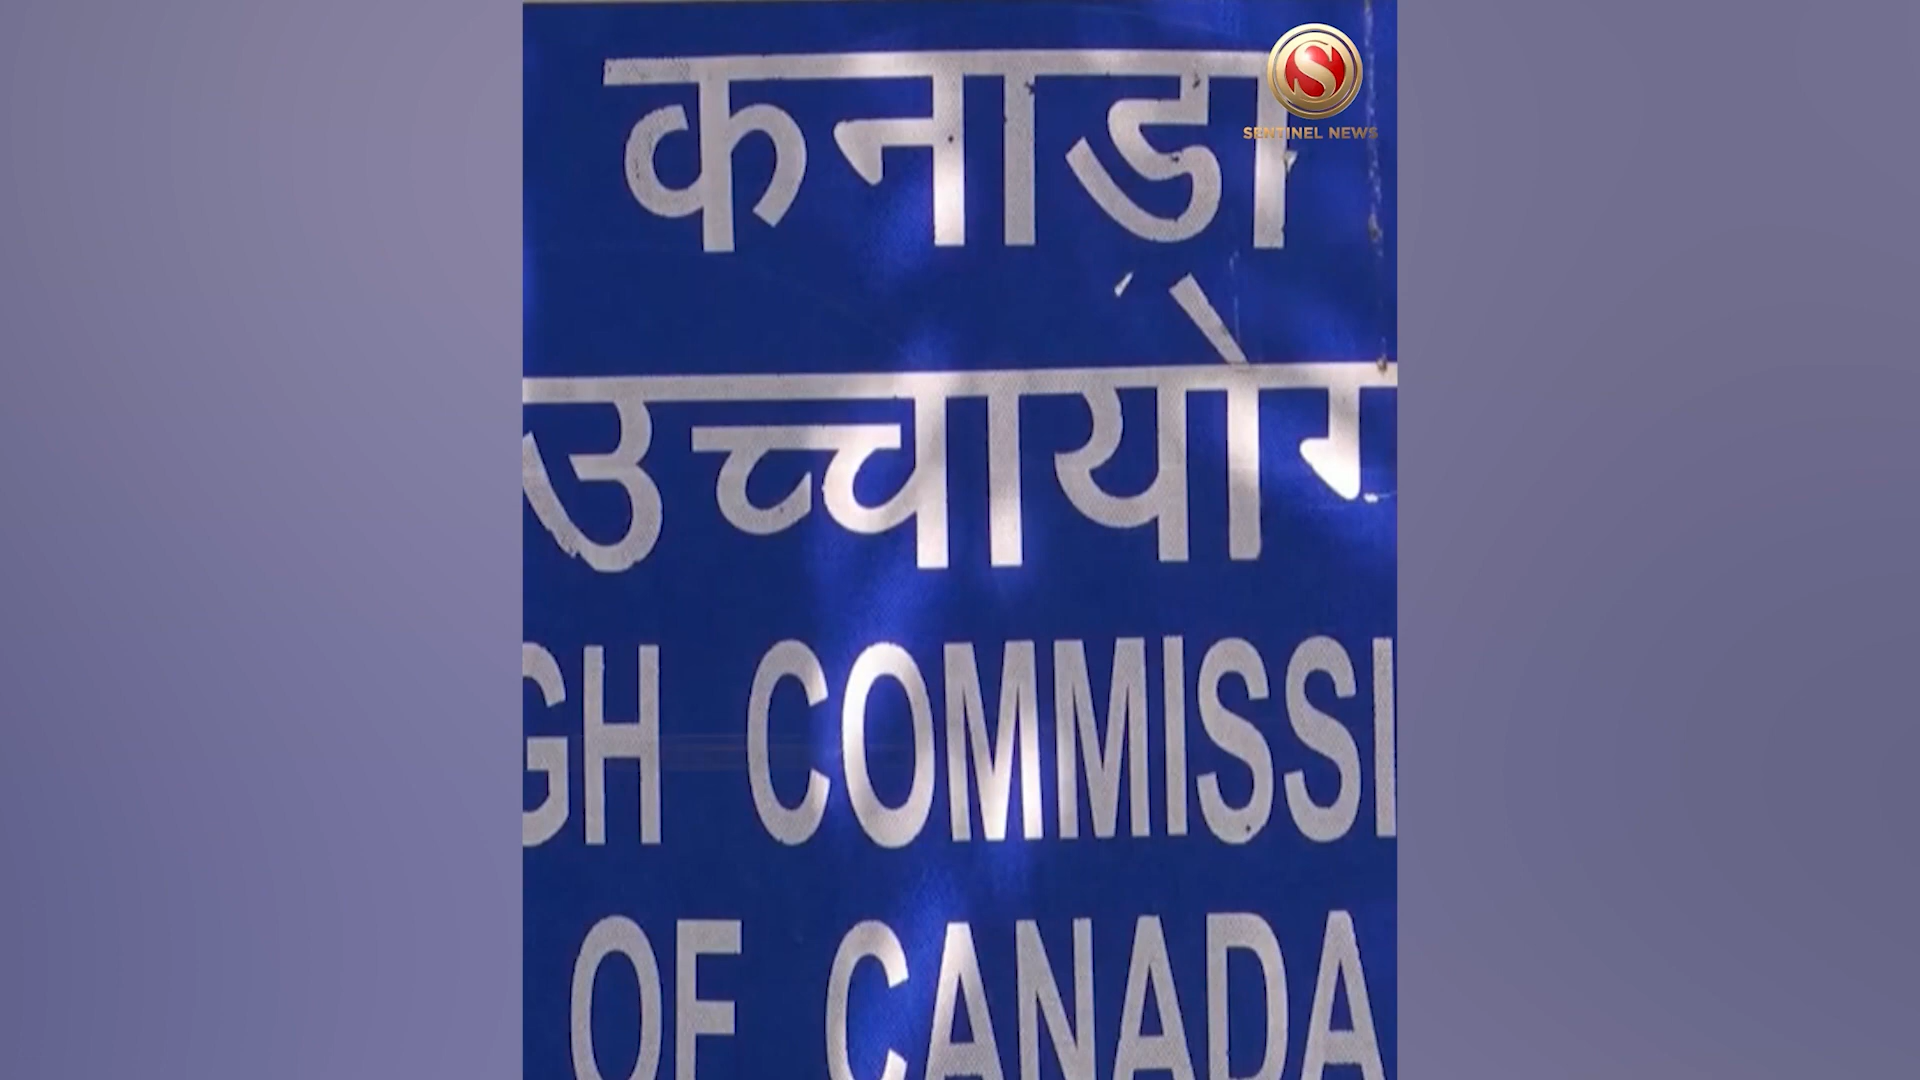 कनाडा
उच्चायोग
GH COMMISSI
OF CANADA
S
SENTINEL NEWS